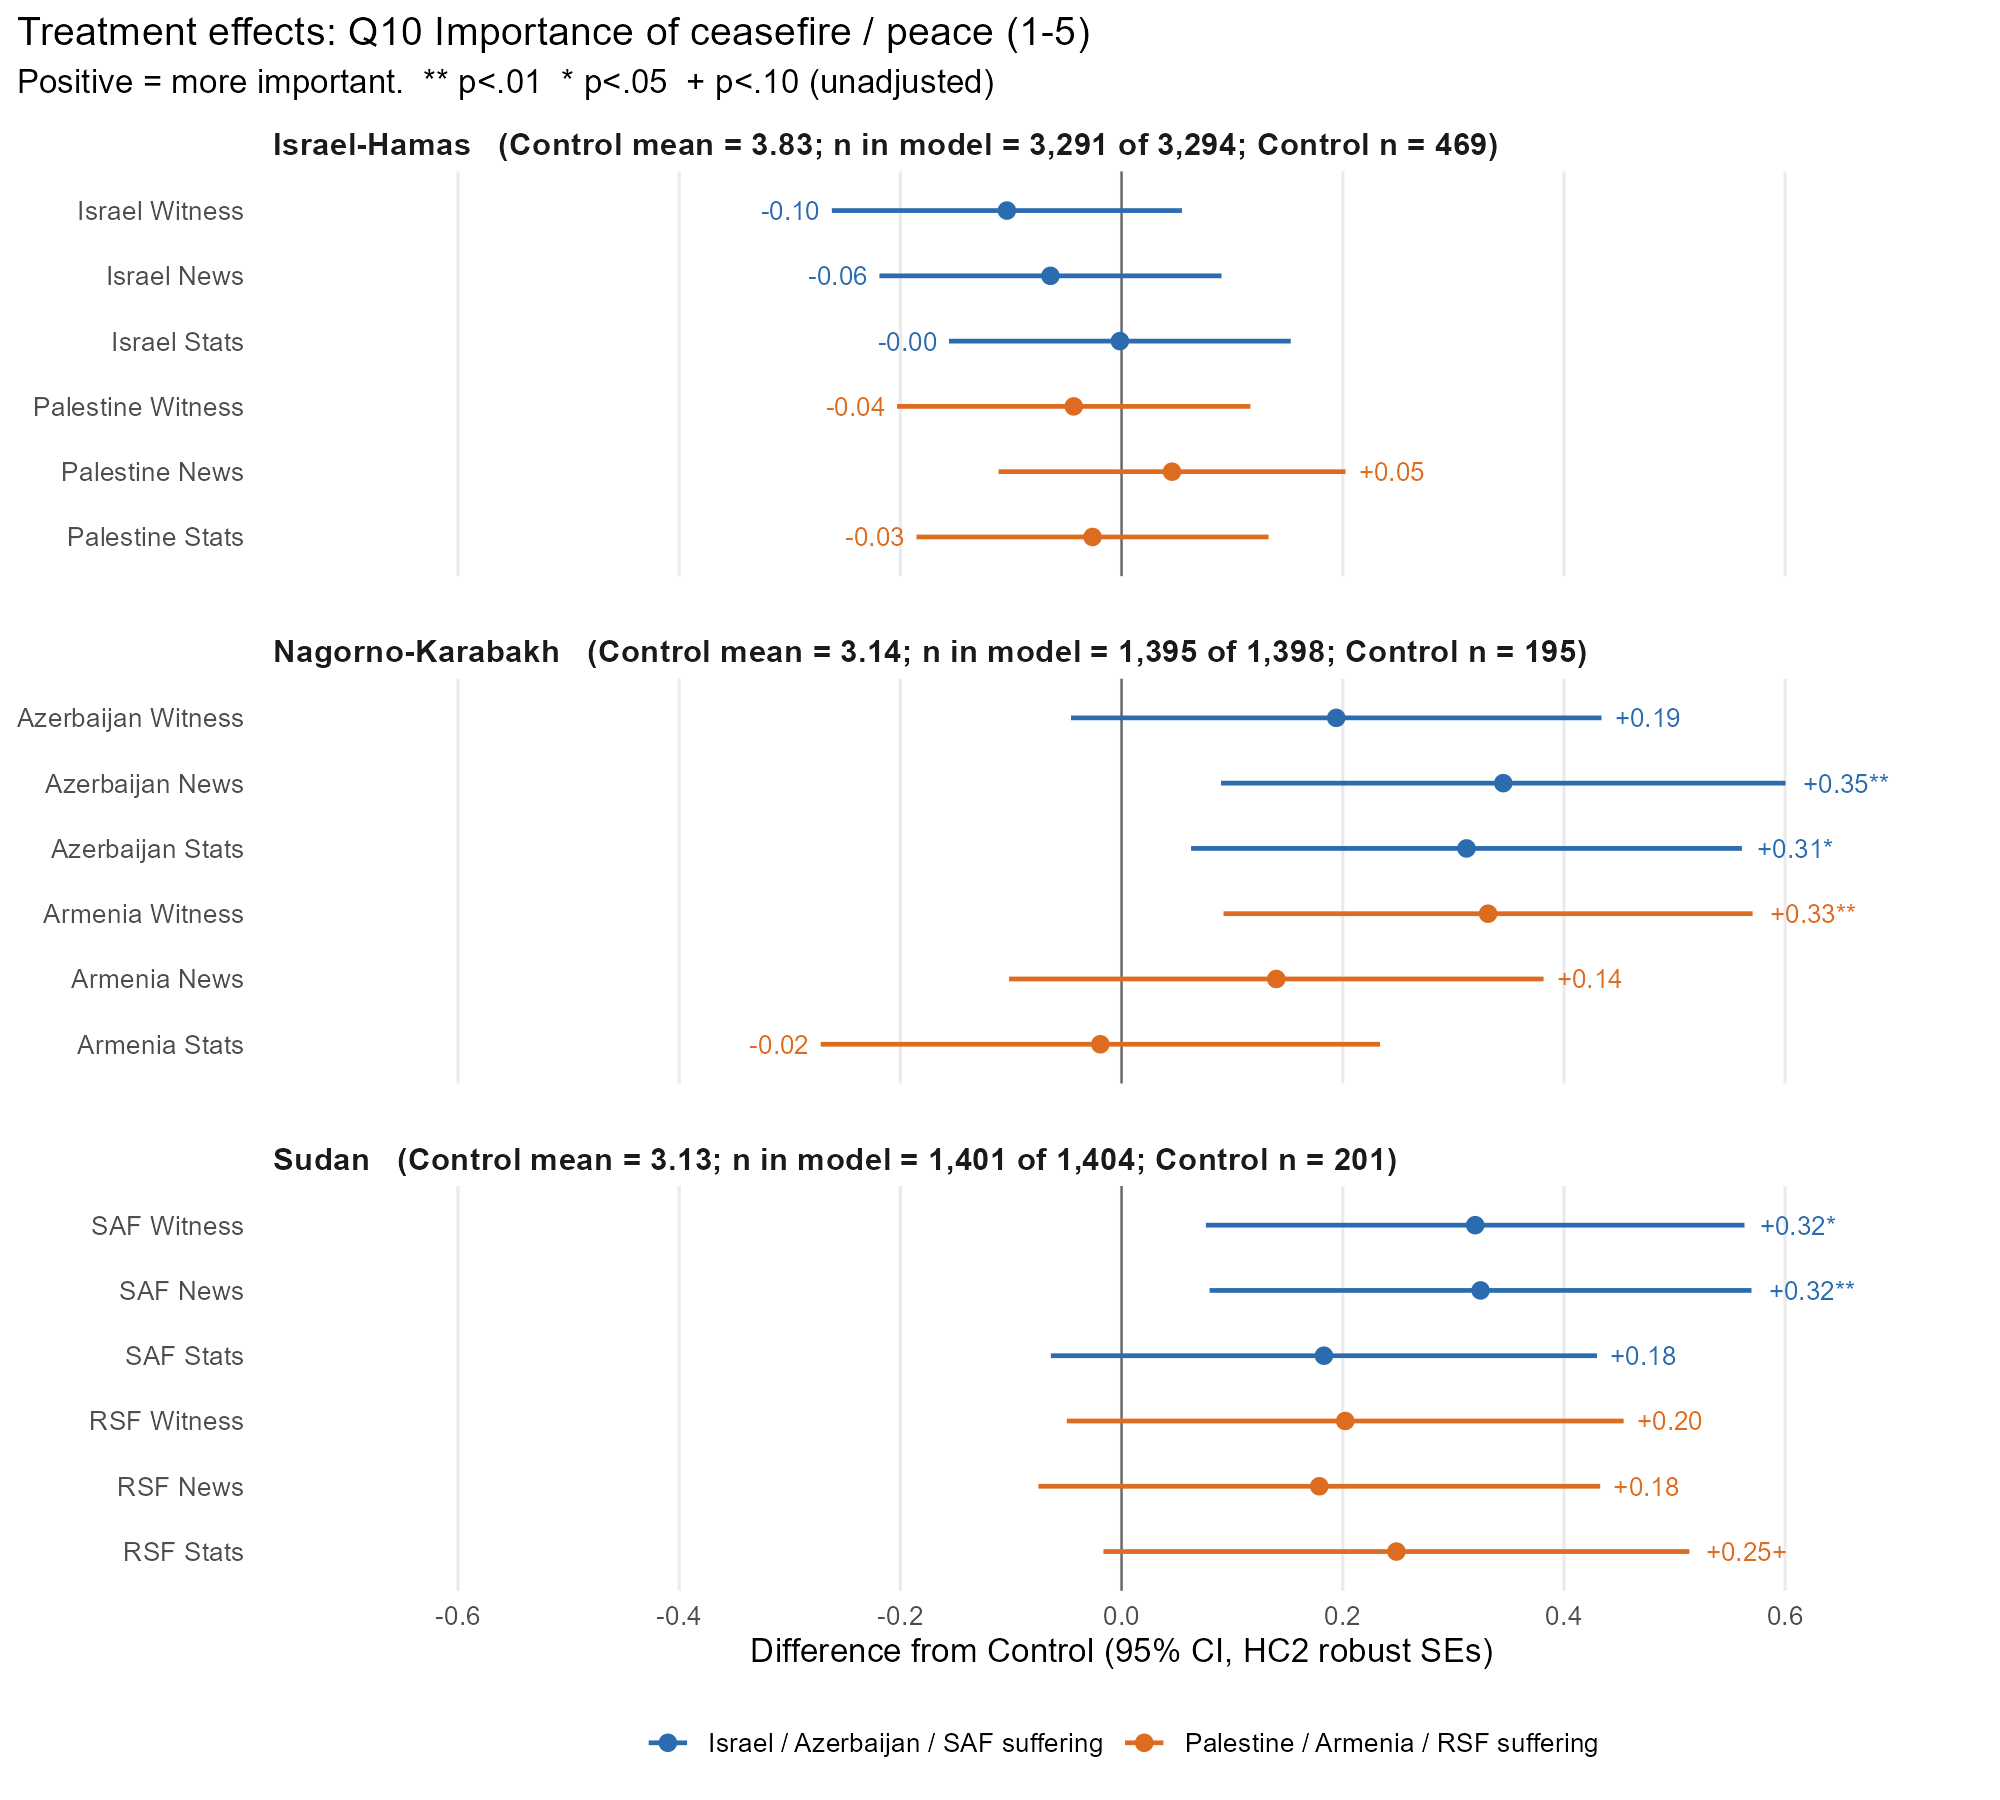 Treatment effects: Q10 Importance of ceasefire / peace (1-5)
Positive = more important.  ** p<.01  * p<.05  + p<.10 (unadjusted)
Israel-Hamas   (Control mean = 3.83; n in model = 3,291 of 3,294; Control n = 469)
Israel Witness -0.10
Israel News -0.06
Israel Stats -0.00
Palestine Witness -0.04
Palestine News +0.05
Palestine Stats -0.03
Nagorno-Karabakh   (Control mean = 3.14; n in model = 1,395 of 1,398; Control n = 195)
Azerbaijan Witness +0.19
Azerbaijan News +0.35**
Azerbaijan Stats +0.31*
Armenia Witness +0.33**
Armenia News +0.14
Armenia Stats -0.02
Sudan   (Control mean = 3.13; n in model = 1,401 of 1,404; Control n = 201)
SAF Witness +0.32*
SAF News +0.32**
SAF Stats +0.18
RSF Witness +0.20
RSF News +0.18
RSF Stats +0.25+
-0.6 -0.4 -0.2 0.0 0.2 0.4 0.6
Difference from Control (95% CI, HC2 robust SEs)
Israel / Azerbaijan / SAF suffering Palestine / Armenia / RSF suffering